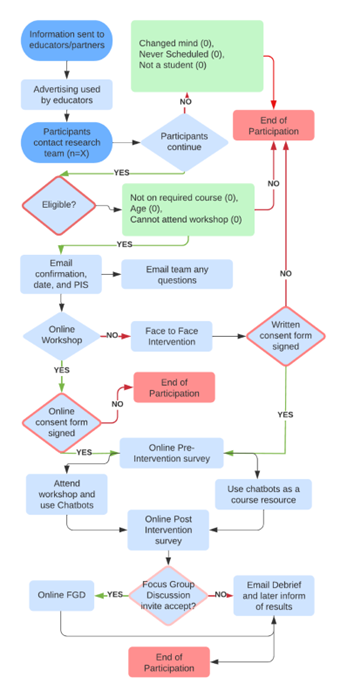 Information sent to
educators/partners
Changed mind (0),
Never Scheduled (0),
Not a student (0)
Advertising used
by educators
NO
End of
Participation
Participants
contact research
team (n=X)
Participants
continue
YES
NO
Eligible?
Not on required course (0),
Age (0),
Cannot attend workshop (0)
YES
Email
confirmation,
date, and PIS
Email team any
questions
NO
Online
Workshop
NO
Face to Face
Intervention
Written
consent form
signed
YES
End of
Participation
NO
Online
consent form
signed
YES
YES
Online Pre-
Intervention survey
Attend
workshop and
use Chatbots
Use chatbots as a
course resource
Online Post
Intervention
survey
Online FGD
YES
Focus Group
Discussion
invite accept?
NO
Email Debrief
and later inform
of results
End of
Participation